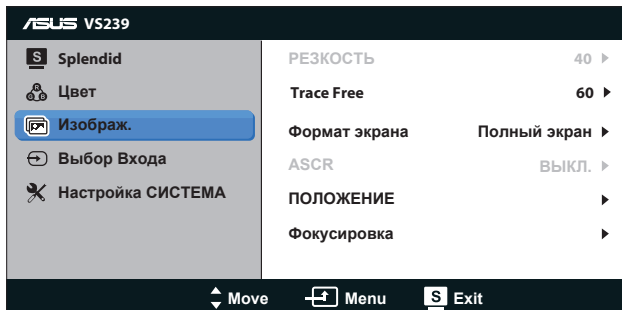 ASUS VS239
S Splendid
Цвет
Изображ.
Выбор Входа
Настройка СИСТЕМА
РЕЗКОСТЬ 40
Trace Free 60
Формат экрана Полный экран
ASCR ВЫКЛ.
ПОЛОЖЕНИЕ
Фокусировка
Move Menu S Exit